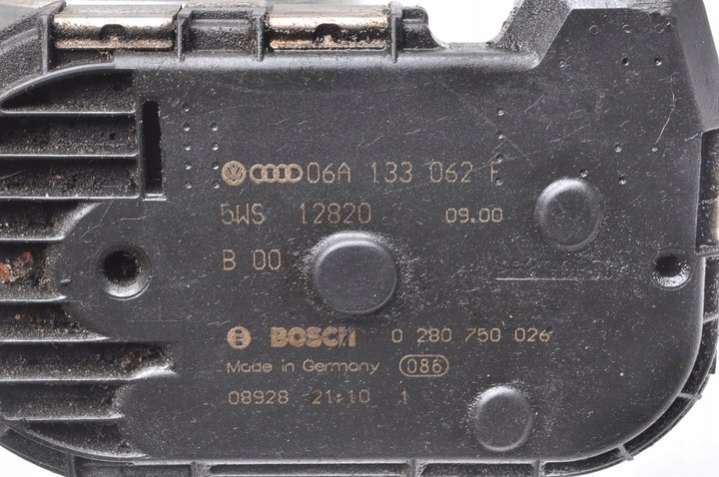 06A 133 062 F
5WS 12820 09.00
B 00
BOSCH 0 280 750 026
Made in Germany 086
08928 21:10 1